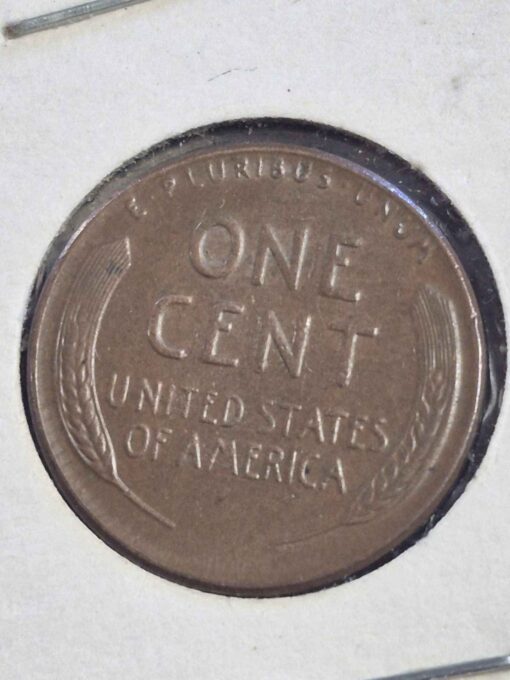 E · PLURIBUS · UNUM
ONE
CENT
UNITED STATES
OF AMERICA